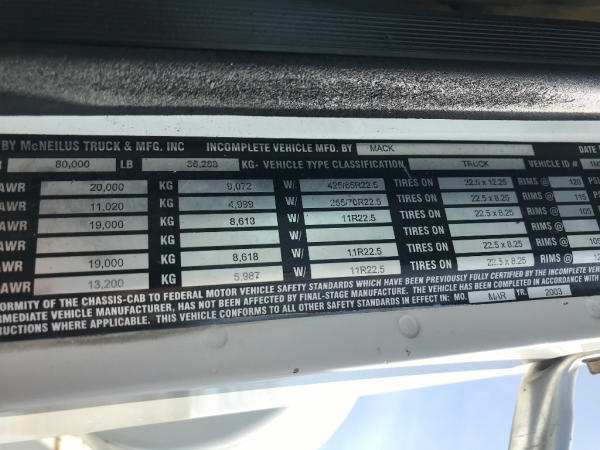 BY McNEILUS TRUCK & MFG. INC INCOMPLETE VEHICLE MFD. BY MACK DATE
80,000 LB 36,283 KG- VEHICLE TYPE CLASSIFICATION TRUCK VEHICLE ID #
AWR 20,000 KG 9,072 W/ 425/65R22.5 TIRES ON 22.5 x 12.25 RIMS @ 120 PSI
AWR 11,020 KG 4,999 W/ 255/70R22.5 TIRES ON 22.5 x 8.25 RIMS @ 115 PSI
AWR 19,000 KG 8,613 W/ 11R22.5 TIRES ON 22.5 x 8.25 RIMS @ 105
AWR KG W/ TIRES ON RIMS @
AWR 19,000 KG 8,618 W/ 11R22.5 TIRES ON 22.5 x 8.25 RIMS @ 105
AWR 13,200 KG 5,987 W/ 11R22.5 TIRES ON 22.5 x 8.25 RIMS @
FORMITY OF THE CHASSIS-CAB TO FEDERAL MOTOR VEHICLE SAFETY STANDARDS WHICH HAVE BEEN PREVIOUSLY FULLY CERTIFIED BY THE INCOMPLETE VEHICLE
RMEDIATE VEHICLE MANUFACTURER, HAS NOT BEEN AFFECTED BY FINAL-STAGE MANUFACTURE. THE VEHICLE HAS BEEN COMPLETED IN ACCORDANCE WITH
RUCTIONS WHERE APPLICABLE. THIS VEHICLE CONFORMS TO ALL OTHER SAFETY STANDARDS IN EFFECT IN: MO. MAR YR. 2003